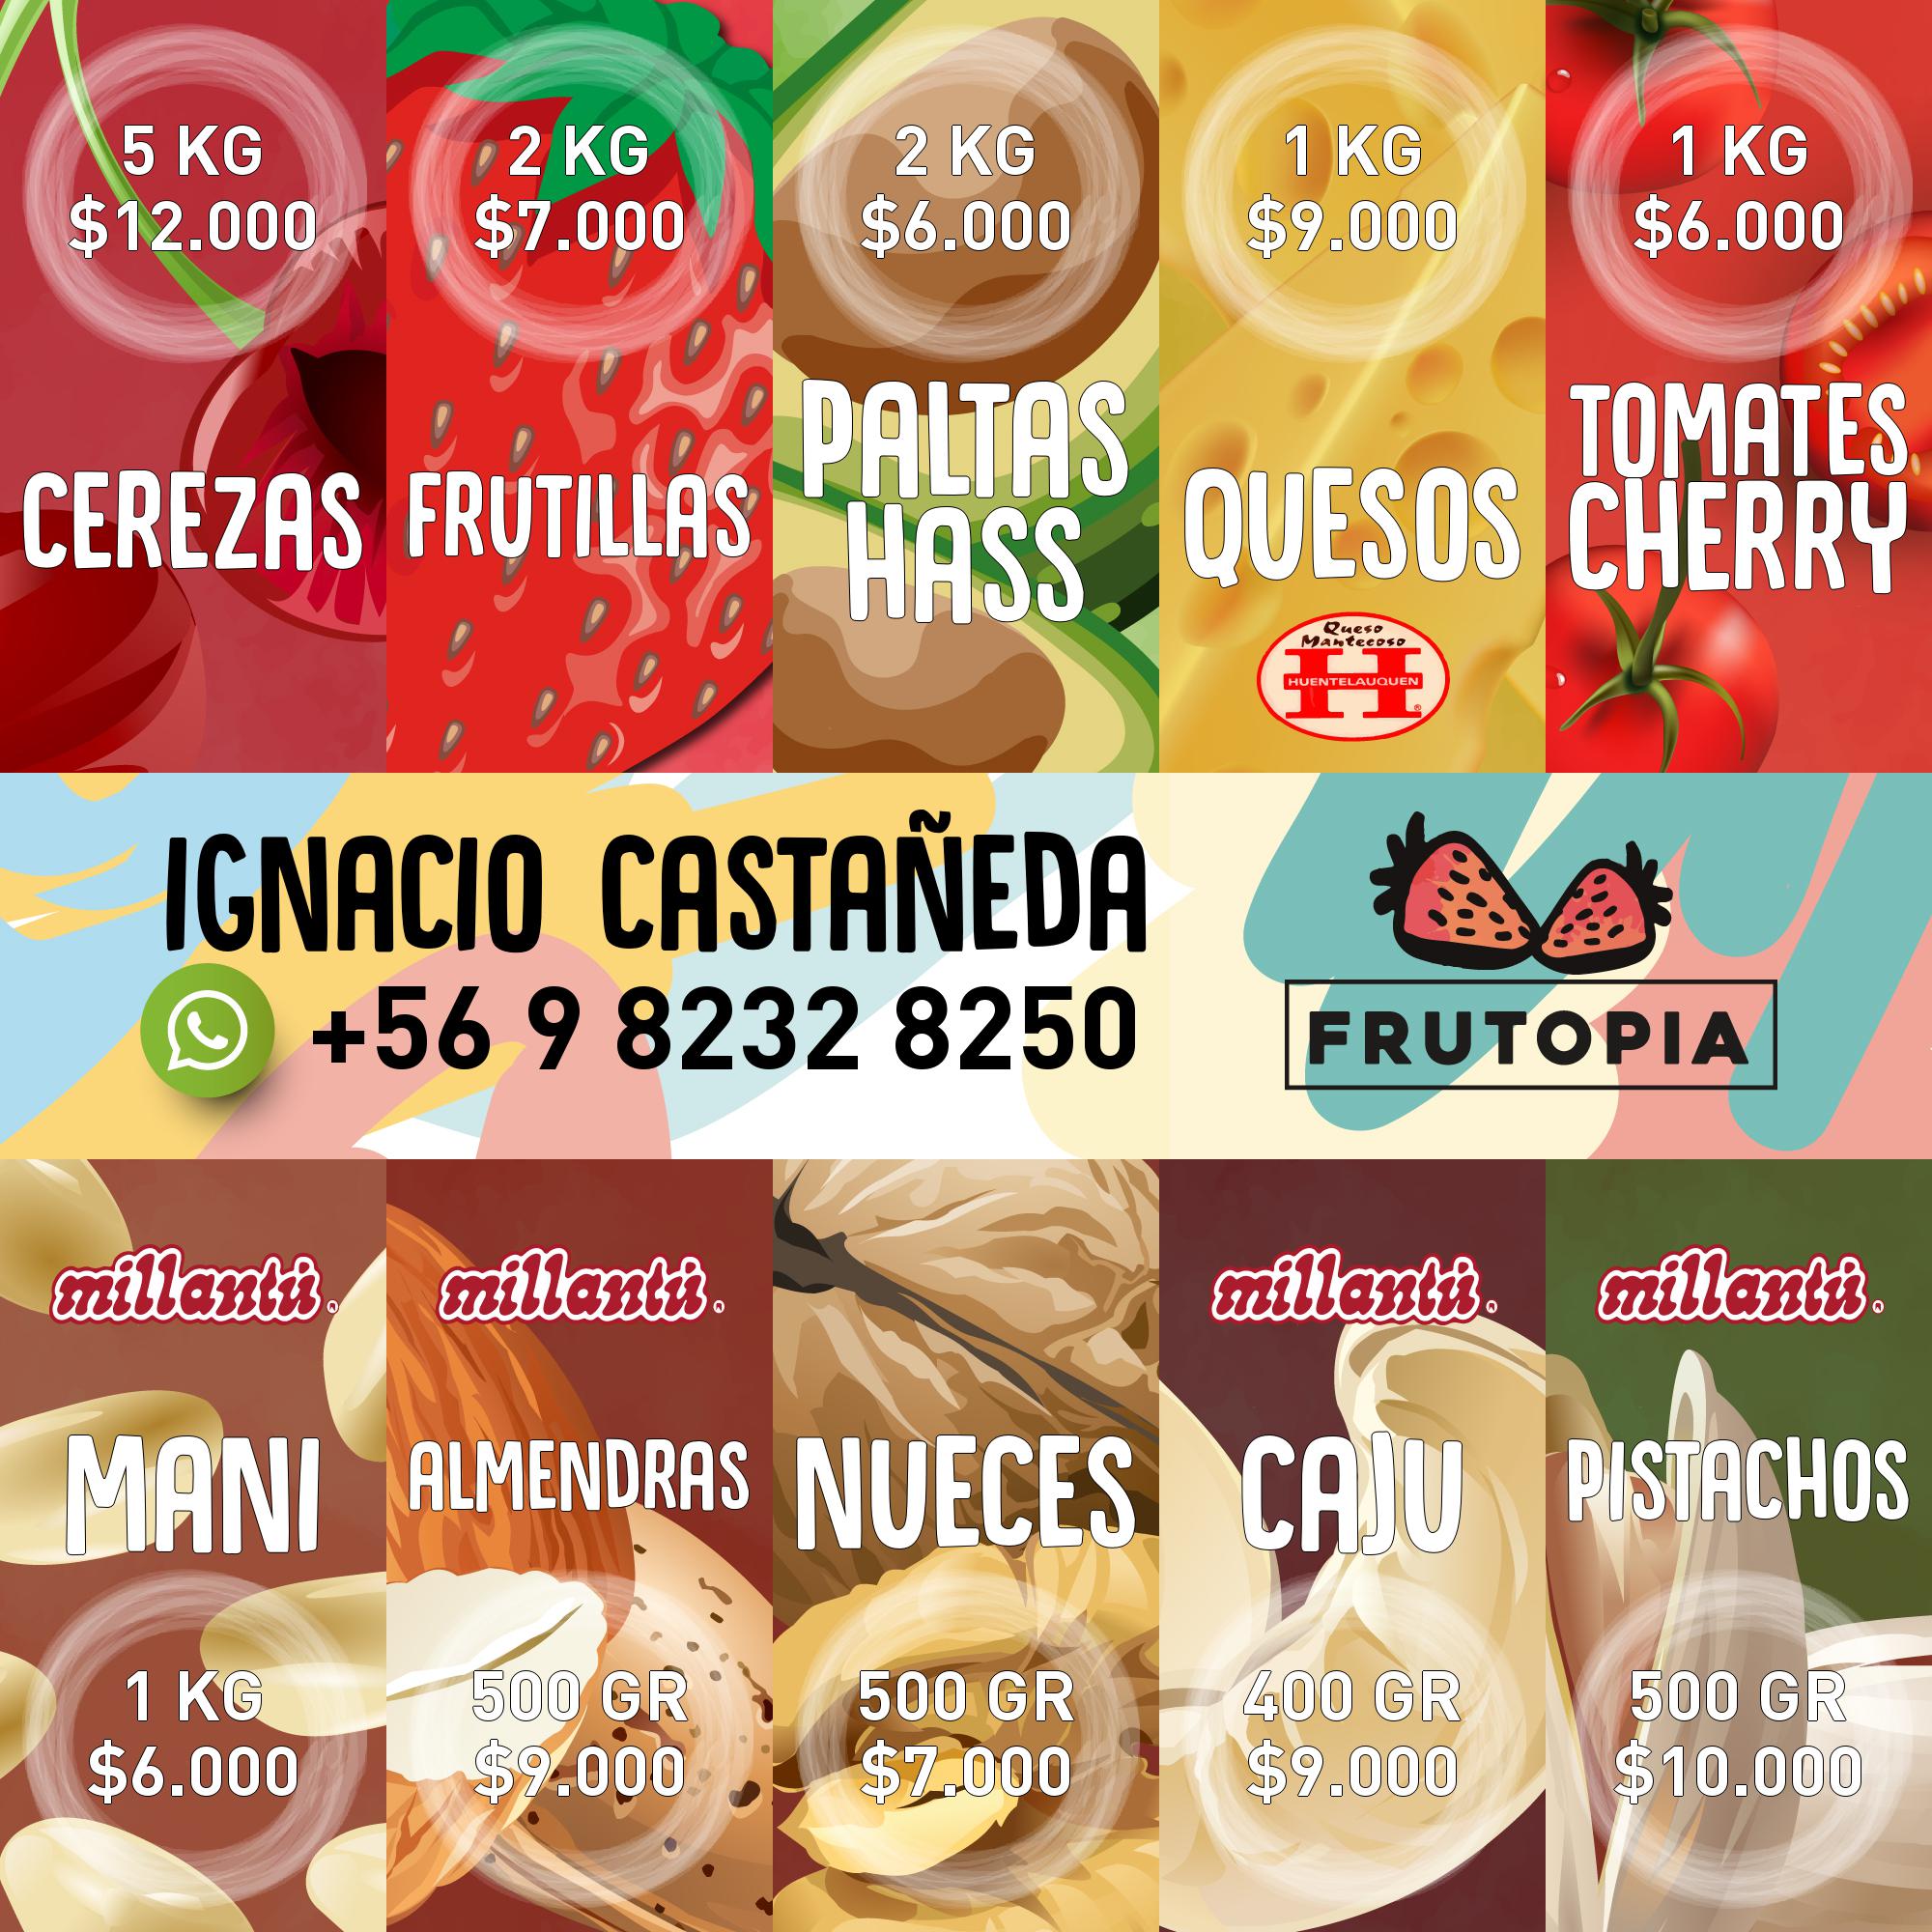 5 KG
$12.000
CEREZAS
2 KG
$7.000
FRUTILLAS
2 KG
$6.000
PALTAS
HASS
1 KG
$9.000
QUESOS
Queso
Mantecoso
H
HUENTELAUQUEN
®
1 KG
$6.000
TOMATES
CHERRY
IGNACIO CASTAÑEDA
+56 9 8232 8250
FRUTOPIA
millantú®
MANI
1 KG
$6.000
millantú®
ALMENDRAS
500 GR
$9.000
NUECES
500 GR
$7.000
millantú®
CAJU
400 GR
$9.000
millantú®
PISTACHOS
500 GR
$10.000